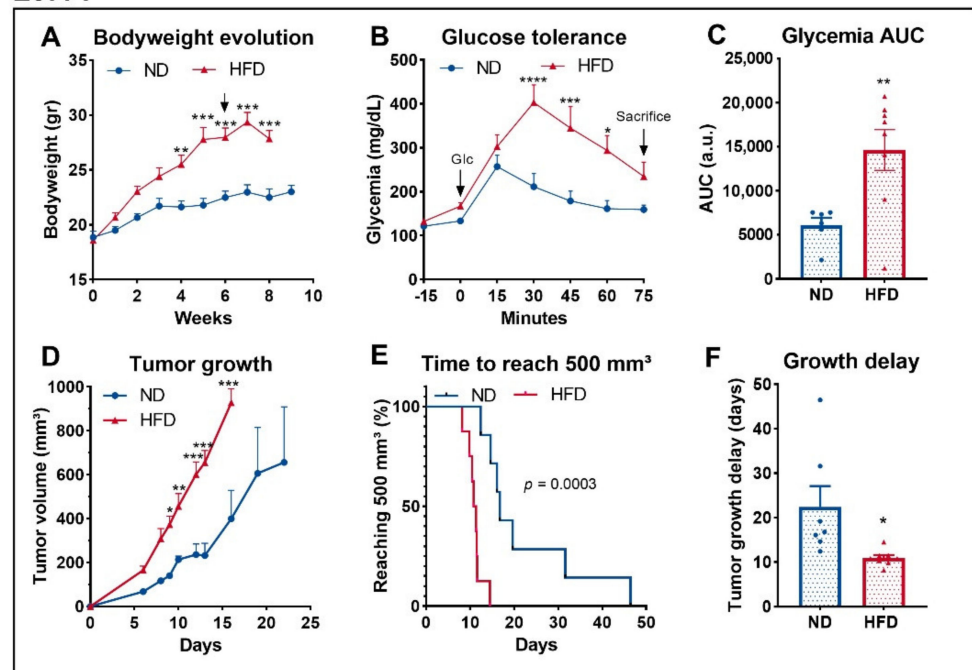 A Bodyweight evolution
ND HFD
Bodyweight (gr)
35
30
25
20
15
** *** *** *** ***
0 2 4 6 8 10
Weeks
B Glucose tolerance
ND HFD
Glycemia (mg/dL)
500
400
300
200
100
0
**** *** *
Glc
Sacrifice
-15 0 15 30 45 60 75
Minutes
C Glycemia AUC
AUC (a.u.)
25,000
20,000
15,000
10,000
5000
0
**
ND HFD
D Tumor growth
ND
HFD
Tumor volume (mm³)
1000
800
600
400
200
0
* ** *** *** ***
0 5 10 15 20 25
Days
E Time to reach 500 mm³
ND HFD
Reaching 500 mm³ (%)
100
50
0
p = 0.0003
0 10 20 30 40 50
Days
F Growth delay
Tumor growth delay (days)
50
40
30
20
10
0
*
ND HFD